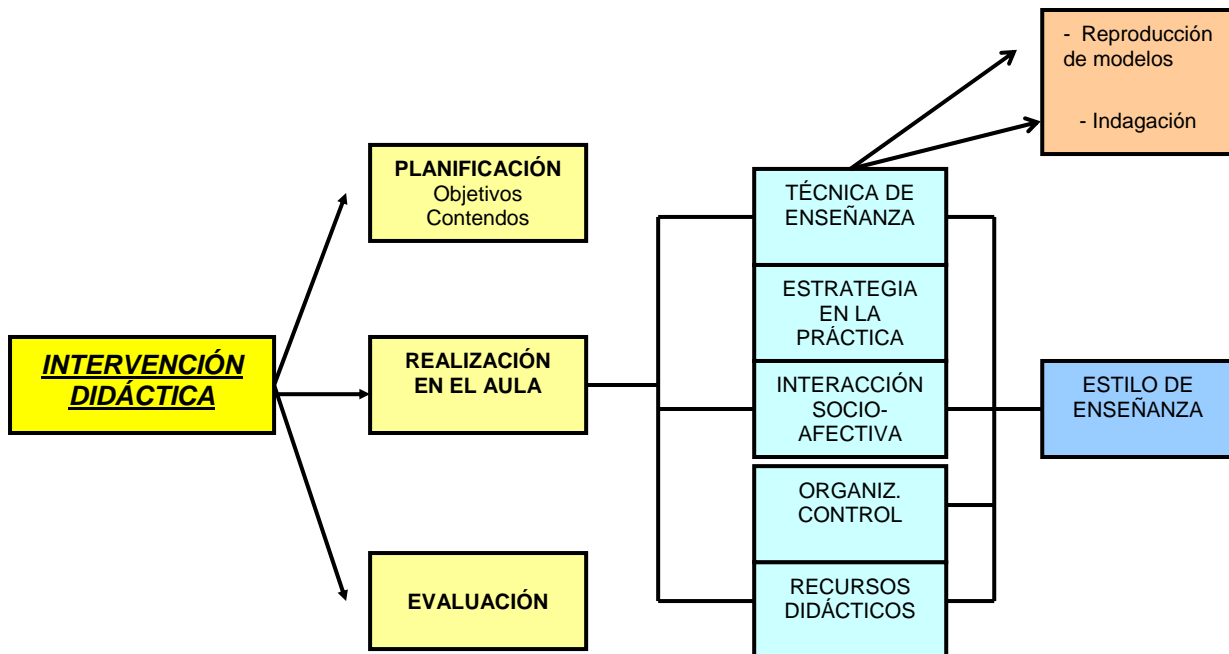 INTERVENCIÓN
DIDÁCTICA
PLANIFICACIÓN
Objetivos
Contendos
REALIZACIÓN
EN EL AULA
EVALUACIÓN
TÉCNICA DE
ENSEÑANZA
ESTRATEGIA
EN LA
PRÁCTICA
INTERACCIÓN
SOCIO-
AFECTIVA
ORGANIZ.
CONTROL
RECURSOS
DIDÁCTICOS
- Reproducción
de modelos
- Indagación
ESTILO DE
ENSEÑANZA